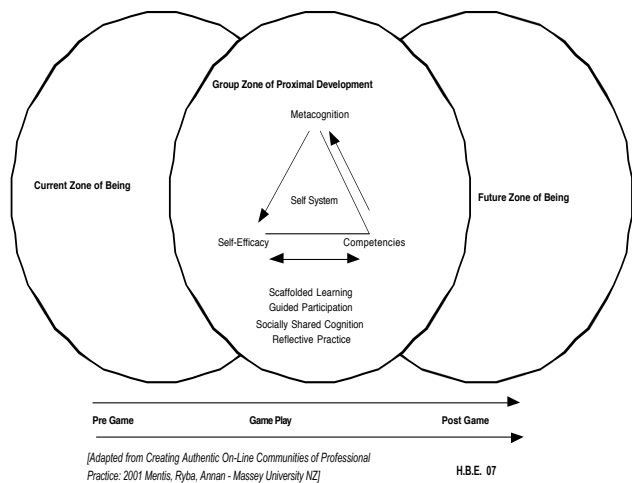 Group Zone of Proximal Development
Metacognition
Current Zone of Being
Self System
Future Zone of Being
Self-Efficacy
Competencies
Scaffolded Learning
Guided Participation
Socially Shared Cognition
Reflective Practice
Pre Game
Game Play
Post Game
[Adapted from Creating Authentic On-Line Communities of Professional
Practice: 2001 Mentis, Ryba, Annan - Massey University NZ]
H.B.E. 07